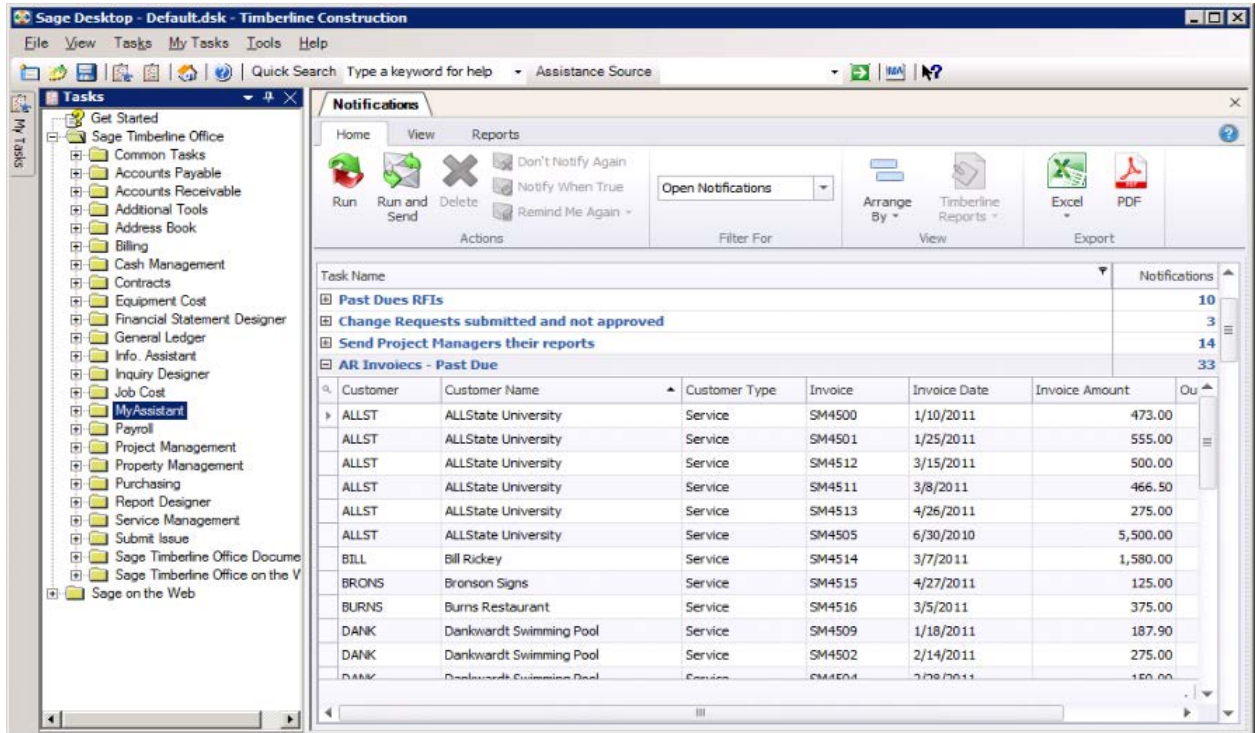 Sage Desktop - Default.dsk - Timberline Construction
File View Tasks My Tasks Tools Help
Quick Search Type a keyword for help Assistance Source
My Tasks
Tasks
Get Started
Sage Timberline Office
Common Tasks
Accounts Payable
Accounts Receivable
Additional Tools
Address Book
Billing
Cash Management
Contracts
Equipment Cost
Financial Statement Designer
General Ledger
Info. Assistant
Inquiry Designer
Job Cost
MyAssistant
Payroll
Project Management
Property Management
Purchasing
Report Designer
Service Management
Submit Issue
Sage Timberline Office Docume
Sage Timberline Office on the V
Sage on the Web
Notifications
Home View Reports
Run
Run and Send
Delete
Don't Notify Again
Notify When True
Remind Me Again
Actions
Open Notifications
Filter For
Arrange By
Timberline Reports
View
Excel
PDF
Export
Task Name Notifications
Past Dues RFIs 10
Change Requests submitted and not approved 3
Send Project Managers their reports 14
AR Invoiecs - Past Due 33
Customer Customer Name Customer Type Invoice Invoice Date Invoice Amount Ou
ALLST ALLState University Service SM4500 1/10/2011 473.00
ALLST ALLState University Service SM4501 1/25/2011 555.00
ALLST ALLState University Service SM4512 3/15/2011 500.00
ALLST ALLState University Service SM4511 3/8/2011 466.50
ALLST ALLState University Service SM4513 4/26/2011 275.00
ALLST ALLState University Service SM4505 6/30/2010 5,500.00
BILL Bill Rickey Service SM4514 3/7/2011 1,580.00
BRONS Bronson Signs Service SM4515 4/27/2011 125.00
BURNS Burns Restaurant Service SM4516 3/5/2011 375.00
DANK Dankwardt Swimming Pool Service SM4509 1/18/2011 187.90
DANK Dankwardt Swimming Pool Service SM4502 2/14/2011 275.00
DANK Dankwardt Swimming Pool Service SM4504 2/28/2011 150.00